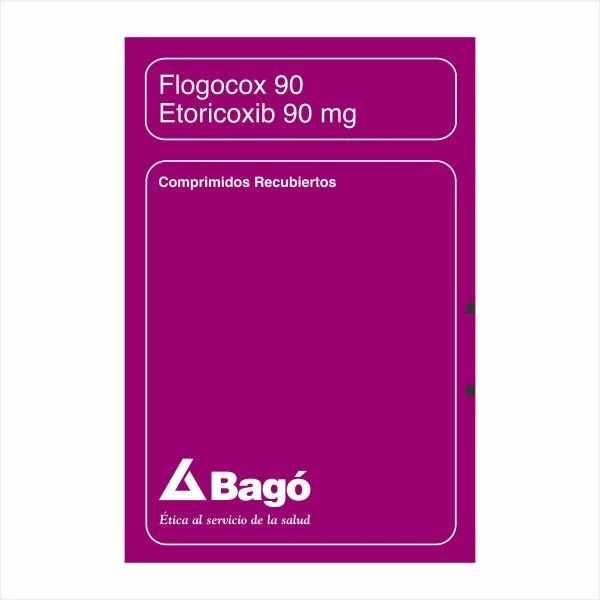 Flogocox 90
Etoricoxib 90 mg
Comprimidos Recubiertos
Bagó
Ética al servicio de la salud